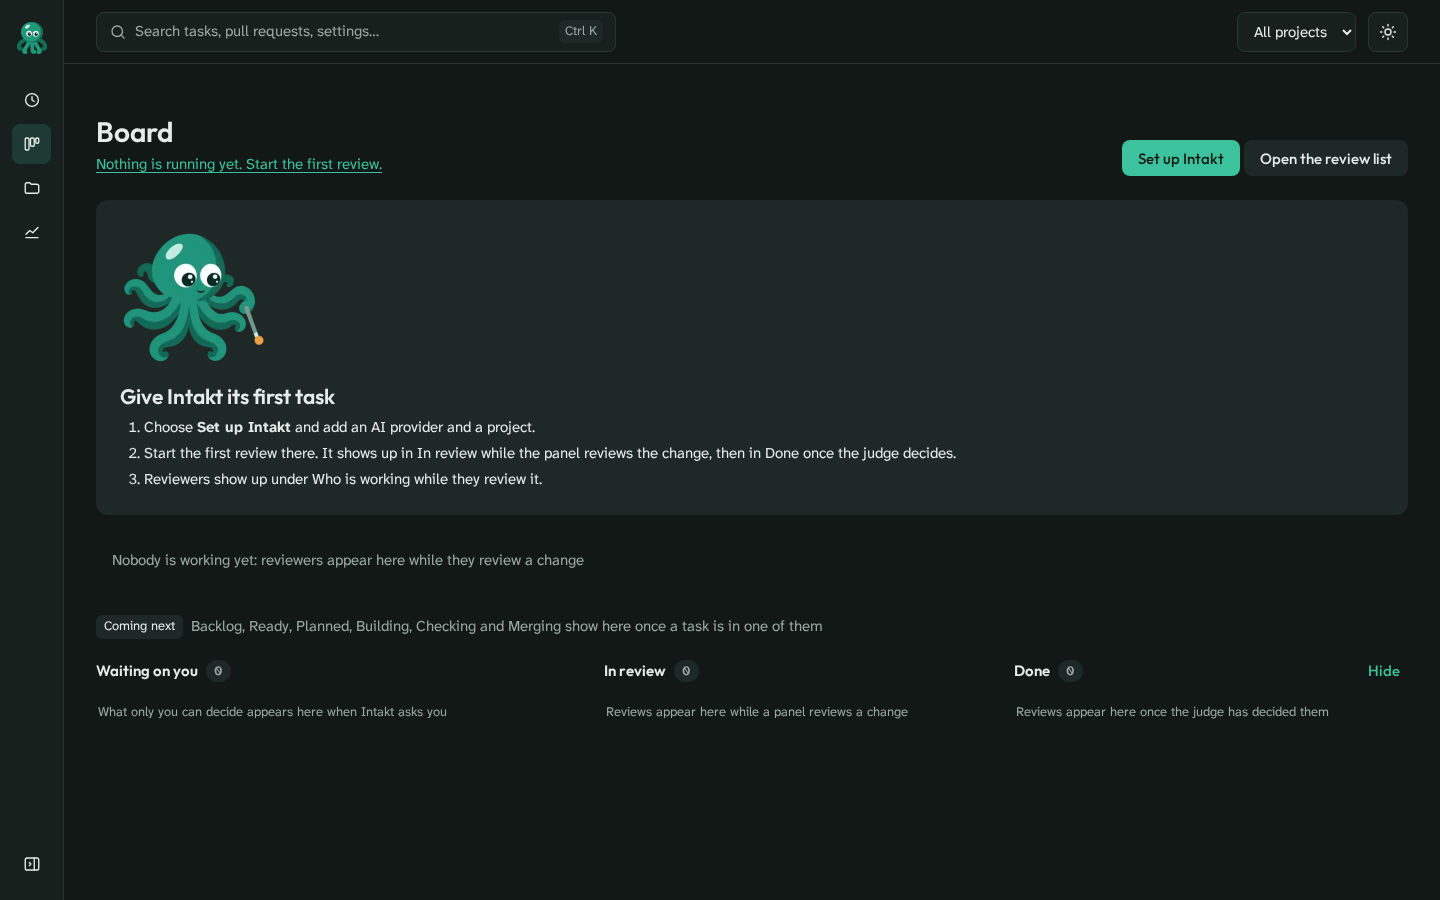 Search tasks, pull requests, settings...
Ctrl K
All projects
Board
Nothing is running yet. Start the first review.
Set up Intakt
Open the review list
Give Intakt its first task
1. Choose Set up Intakt and add an AI provider and a project.
2. Start the first review there. It shows up in In review while the panel reviews the change, then in Done once the judge decides.
3. Reviewers show up under Who is working while they review it.
Nobody is working yet: reviewers appear here while they review a change
Coming next Backlog, Ready, Planned, Building, Checking and Merging show here once a task is in one of them
Waiting on you 0
In review 0
Done 0
Hide
What only you can decide appears here when Intakt asks you
Reviews appear here while a panel reviews a change
Reviews appear here once the judge has decided them